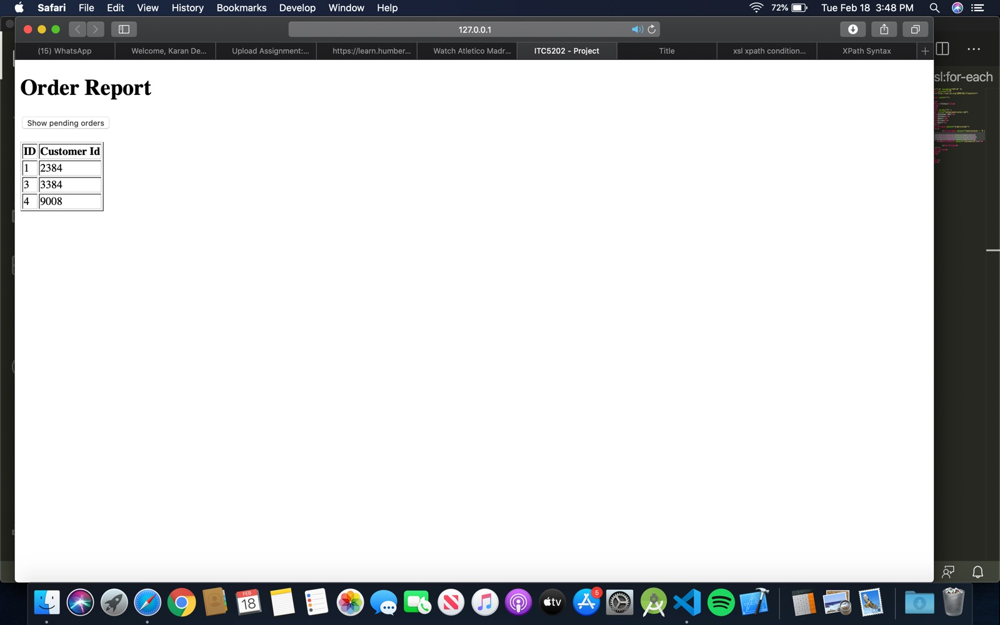 Safari File Edit View History Bookmarks Develop Window Help 72% Tue Feb 18 3:48 PM
127.0.0.1
(15) WhatsApp Welcome, Karan De... Upload Assignment:... https://learn.humber... Watch Atletico Madr... ITC5202 - Project Title xsl xpath condition... XPath Syntax
sl:for-each
Order Report
Show pending orders
ID Customer Id
1 2384
3 3384
4 9008
FEB
18
tv
5